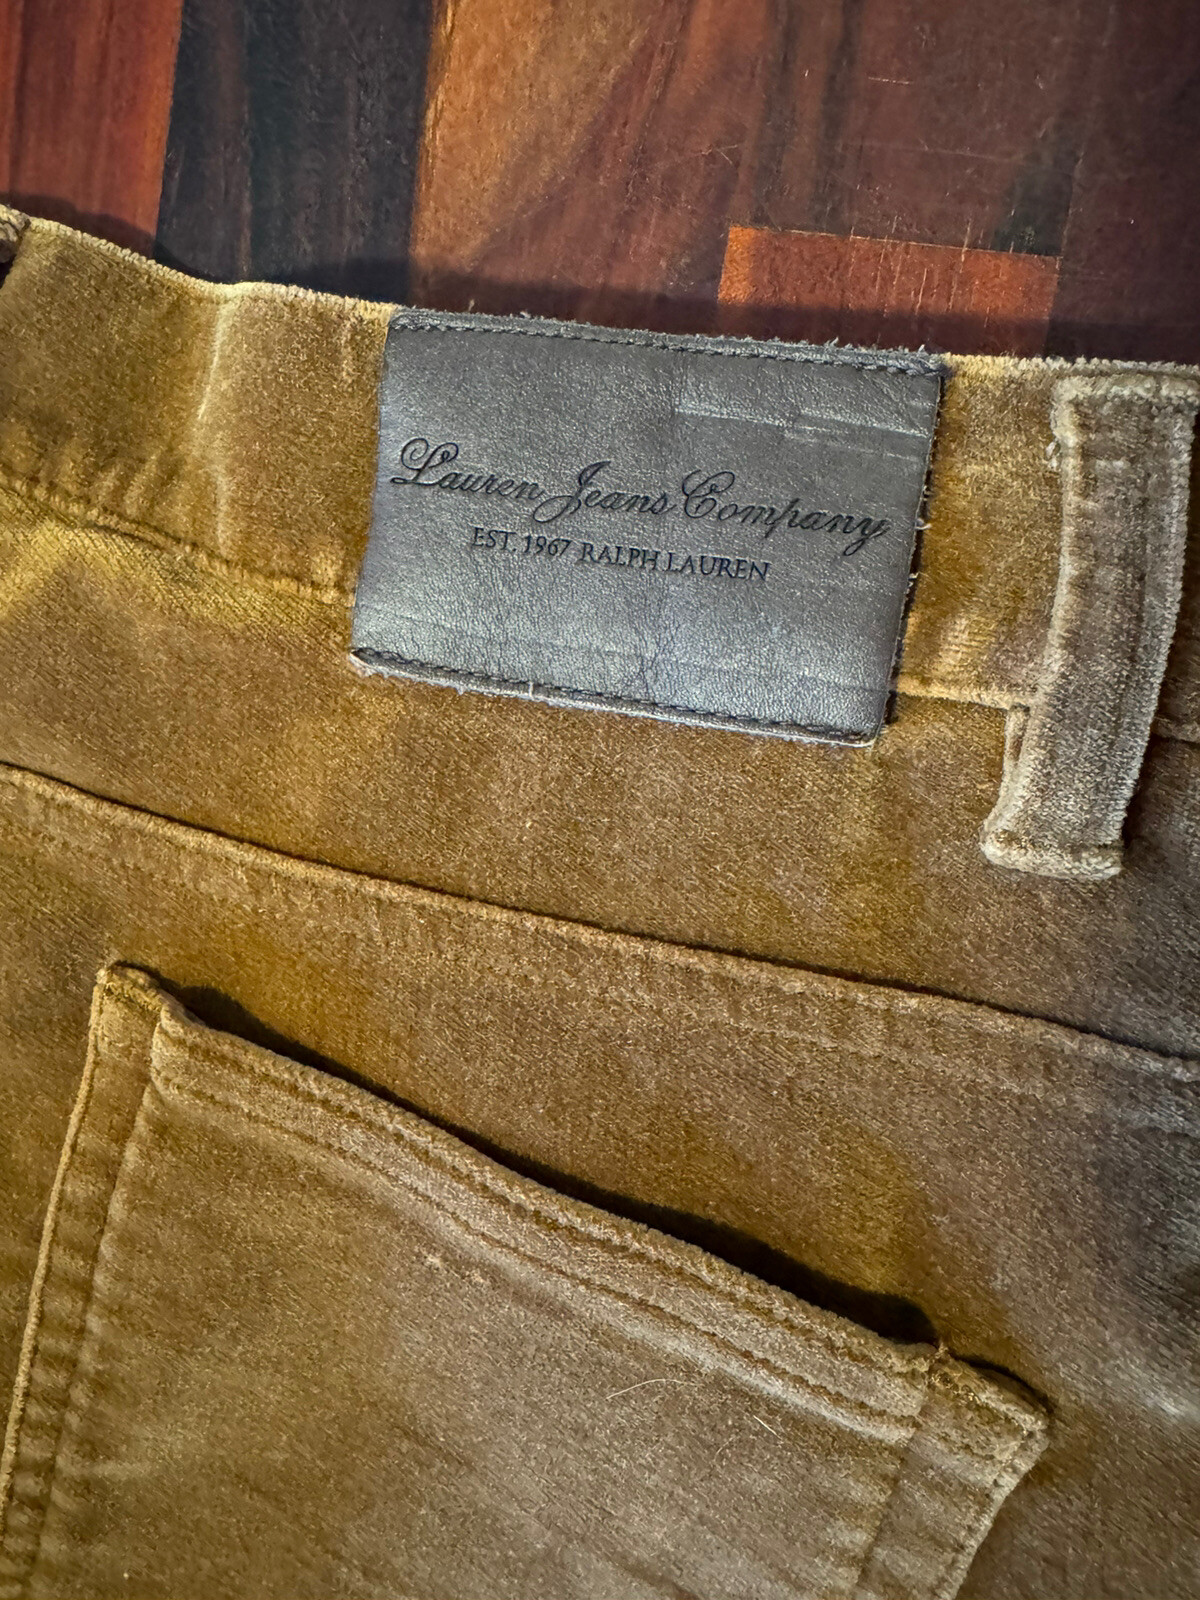 Lauren Jeans Company
EST. 1967 RALPH LAUREN